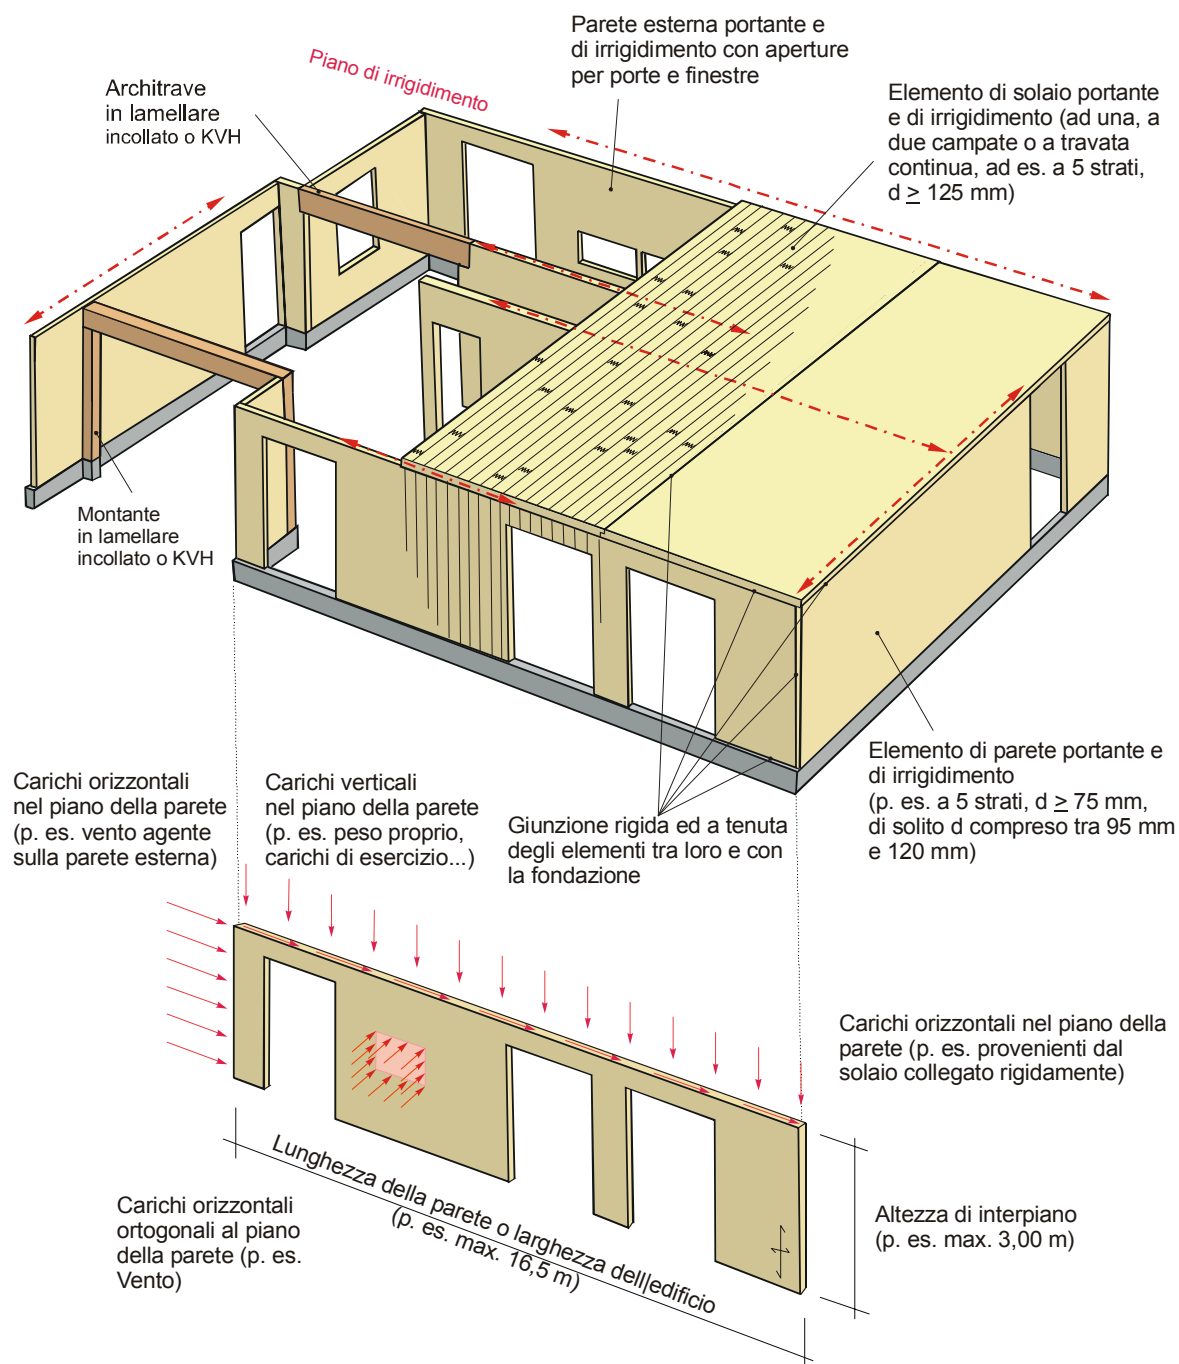 Parete esterna portante e
di irrigidimento con aperture
per porte e finestre
Piano di irrigidimento
Architrave
in lamellare
incollato o KVH
Elemento di solaio portante
e di irrigidimento (ad una, a
due campate o a travata
continua, ad es. a 5 strati,
d ≥ 125 mm)
Montante
in lamellare
incollato o KVH
Elemento di parete portante e
di irrigidimento
(p. es. a 5 strati, d ≥ 75 mm,
di solito d compreso tra 95 mm
e 120 mm)
Carichi orizzontali
nel piano della parete
(p. es. vento agente
sulla parete esterna)
Carichi verticali
nel piano della parete
(p. es. peso proprio,
carichi di esercizio...)
Giunzione rigida ed a tenuta
degli elementi tra loro e con
la fondazione
Carichi orizzontali nel piano della
parete (p. es. provenienti dal
solaio collegato rigidamente)
Lunghezza della parete o larghezza dell|edificio
(p. es. max. 16,5 m)
Carichi orizzontali
ortogonali al piano
della parete (p. es.
Vento)
Altezza di interpiano
(p. es. max. 3,00 m)